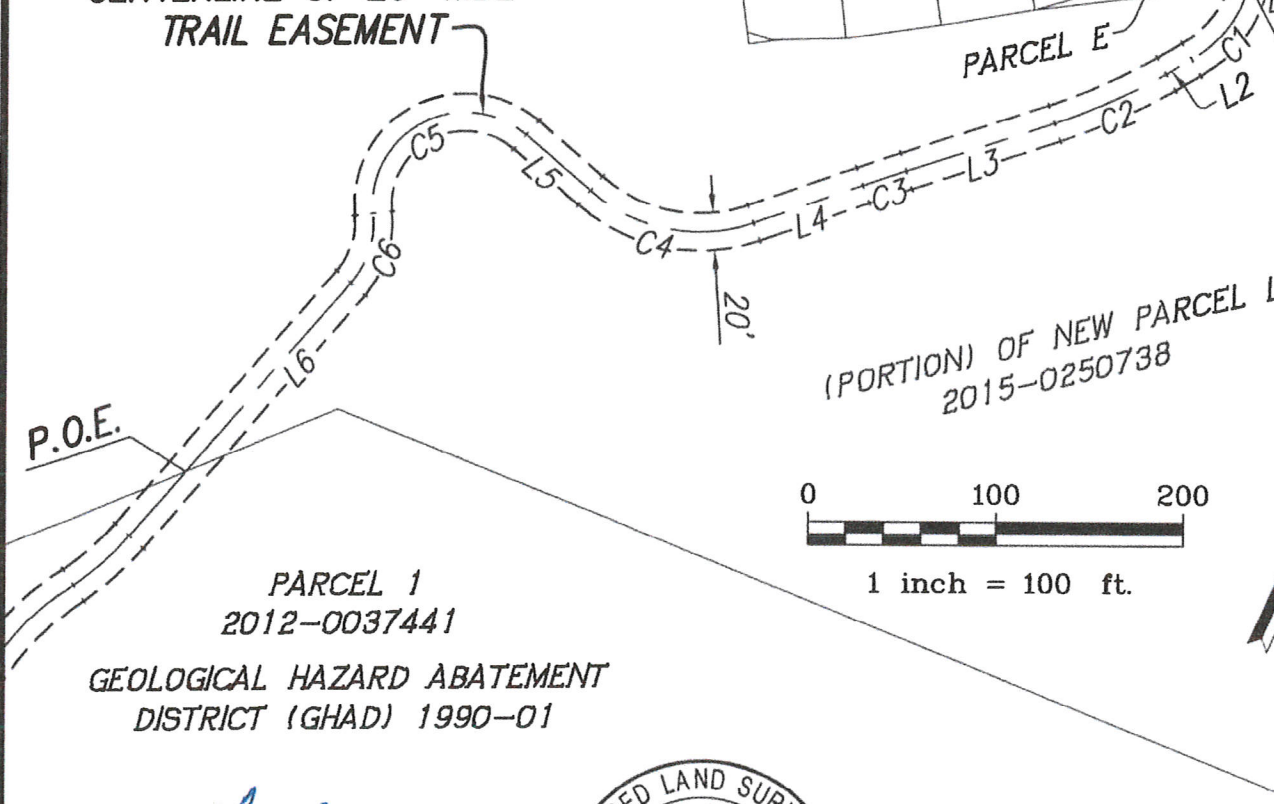 TRAIL EASEMENT
PARCEL E
C1
L2
C2
L3
C3
L4
C4
L5
C5
C6
L6
20'
(PORTION) OF NEW PARCEL
2015-0250738
P.O.E.
0 100 200
1 inch = 100 ft.
PARCEL 1
2012-0037441
GEOLOGICAL HAZARD ABATEMENT
DISTRICT (GHAD) 1990-01
LAND